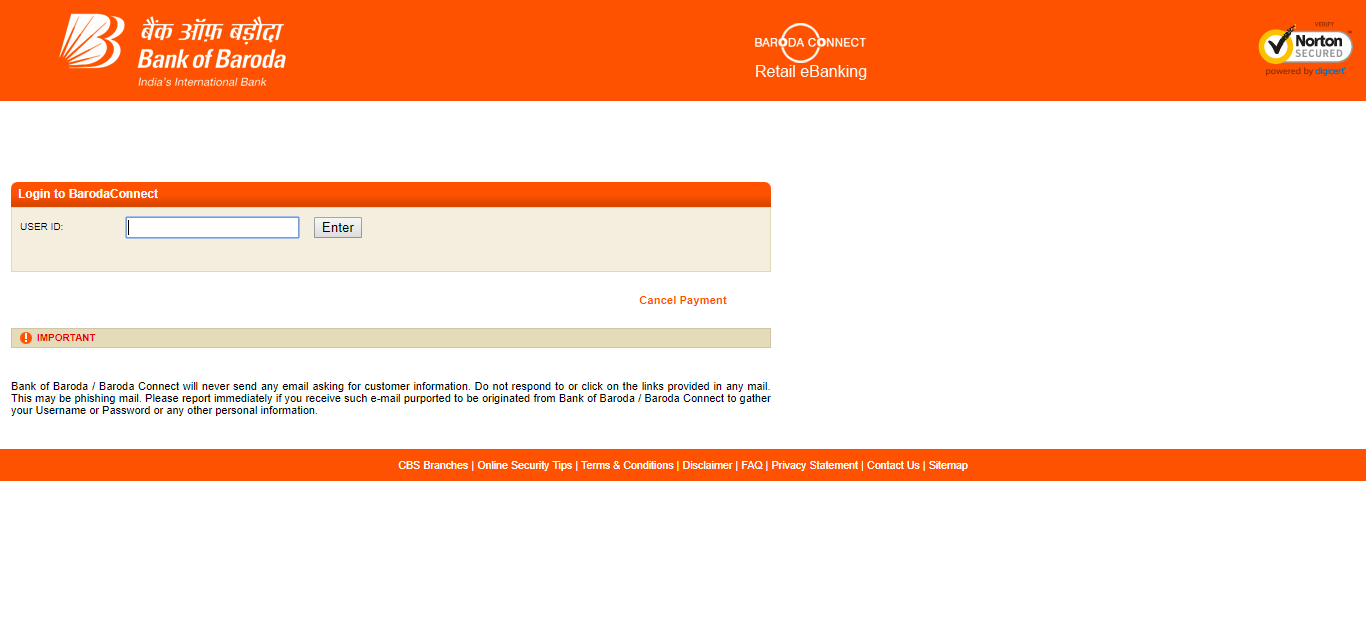 बैंक ऑफ़ बड़ौदा
Bank of Baroda
India's International Bank
BARODA CONNECT
Retail eBanking
VERIFY
Norton
SECURED
powered by digicert
Login to BarodaConnect
USER ID:
Enter
Cancel Payment
IMPORTANT
Bank of Baroda / Baroda Connect will never send any email asking for customer information. Do not respond to or click on the links provided in any mail.
This may be phishing mail. Please report immediately if you receive such e-mail purported to be originated from Bank of Baroda / Baroda Connect to gather
your Username or Password or any other personal information.
CBS Branches | Online Security Tips | Terms & Conditions | Disclaimer | FAQ | Privacy Statement | Contact Us | Sitemap